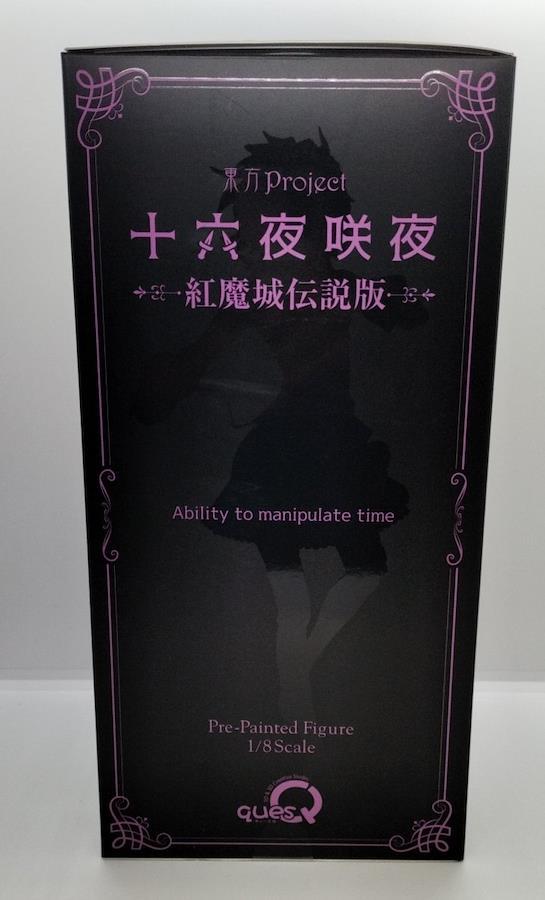 東方Project
十六夜咲夜
紅魔城伝説版
Ability to manipulate time
Pre-Painted Figure
1/8 Scale
quesQ